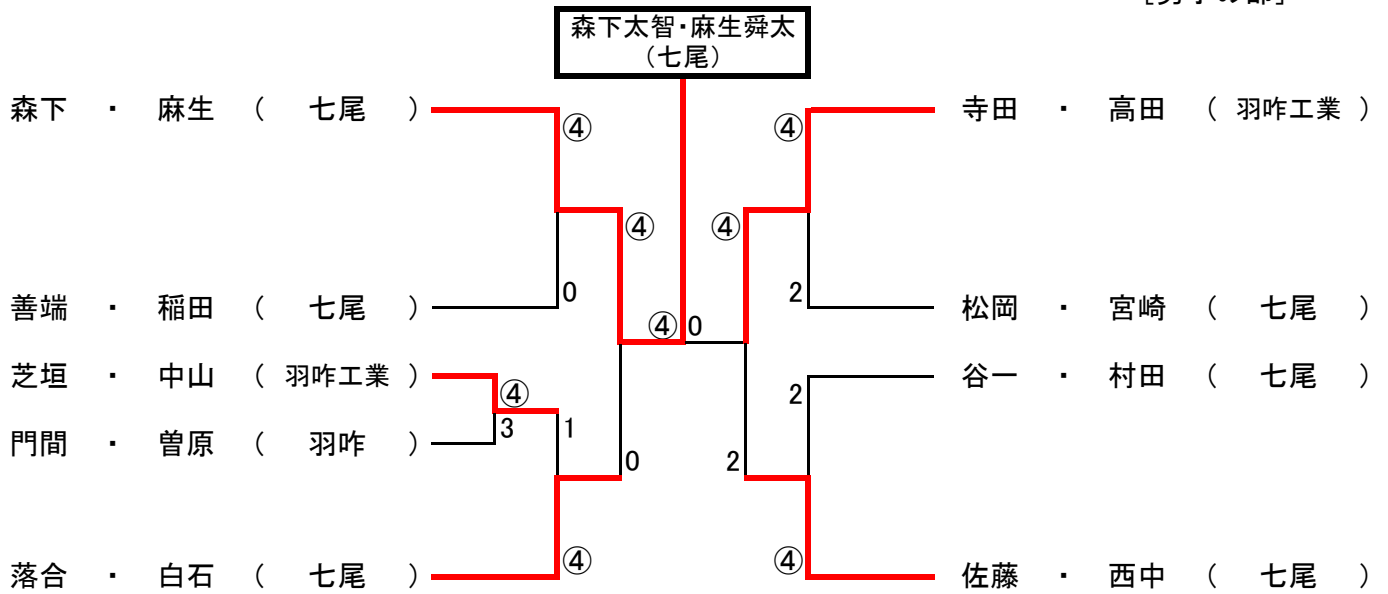 森下太智・麻生舜太
(七尾)
森下 ・ 麻生 ( 七尾 )
④
④
寺田 ・ 高田 ( 羽咋工業 )
④
④
善端 ・ 稲田 ( 七尾 )
0
2
松岡 ・ 宮崎 ( 七尾 )
④ 0
芝垣 ・ 中山 ( 羽咋工業 )
④
2
谷一 ・ 村田 ( 七尾 )
門間 ・ 曽原 ( 羽咋 )
3
1
0
2
落合 ・ 白石 ( 七尾 )
④
④
佐藤 ・ 西中 ( 七尾 )